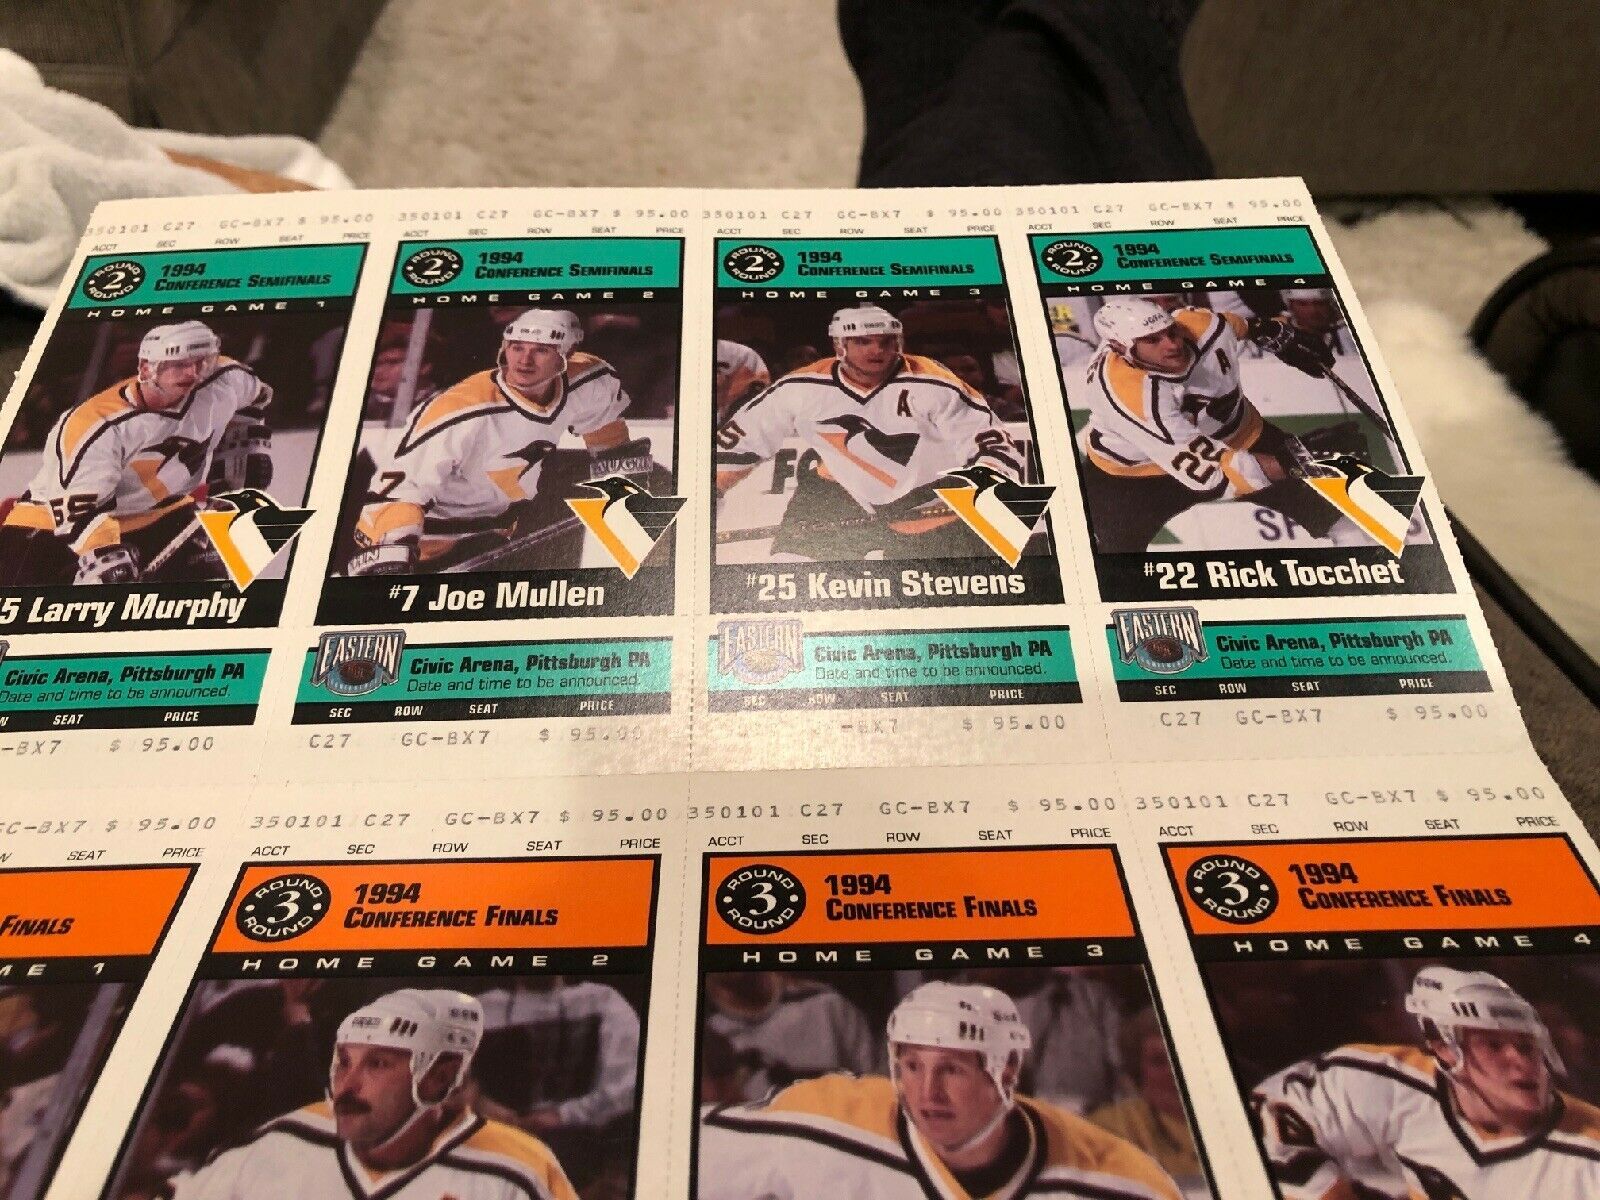 350101 C27 GC-BX7 $ 95.00 350101 C27 GC-BX7 $ 95.00 350101 C27 GC-BX7 $ 95.00 350101 C27 GC-BX7 $ 95.00
ACCT SEC ROW SEAT PRICE ACCT SEC ROW SEAT PRICE ACCT SEC ROW SEAT PRICE ACCT SEC ROW SEAT PRICE
ROUND 2 ROUND
1994
CONFERENCE SEMIFINALS
HOME GAME 1
55
5 Larry Murphy
Civic Arena, Pittsburgh PA
Date and time to be announced.
W SEAT PRICE
-BX7 $ 95.00
ROUND 2 ROUND
1994
CONFERENCE SEMIFINALS
HOME GAME 2
7
#7 Joe Mullen
EASTERN
Civic Arena, Pittsburgh PA
Date and time to be announced.
SEC ROW SEAT PRICE
C27 GC-BX7 $ 95.00
ROUND 2 ROUND
1994
CONFERENCE SEMIFINALS
HOME GAME 3
A
#25 Kevin Stevens
EASTERN
Civic Arena, Pittsburgh PA
Date and time to be announced.
SEC ROW SEAT PRICE
-BX7 $ 95.00
ROUND 2 ROUND
1994
CONFERENCE SEMIFINALS
HOME GAME 4
JOFA
A
22
#22 Rick Tocchet
EASTERN
Civic Arena, Pittsburgh PA
Date and time to be announced.
SEC ROW SEAT PRICE
C27 GC-BX7 $ 95.00
GC-BX7 $ 95.00 350101 C27 GC-BX7 $ 95.00 350101 C27 GC-BX7 $ 95.00 350101 C27 GC-BX7 $ 95.00
W SEAT PRICE ACCT SEC ROW SEAT PRICE ACCT SEC ROW SEAT PRICE ACCT SEC ROW SEAT PRICE
FINALS
ME 1
ROUND 3 ROUND
1994
CONFERENCE FINALS
HOME GAME 2
ROUND 3 ROUND
1994
CONFERENCE FINALS
HOME GAME 3
ROUND 3 ROUND
1994
CONFERENCE FINALS
HOME GAME 4